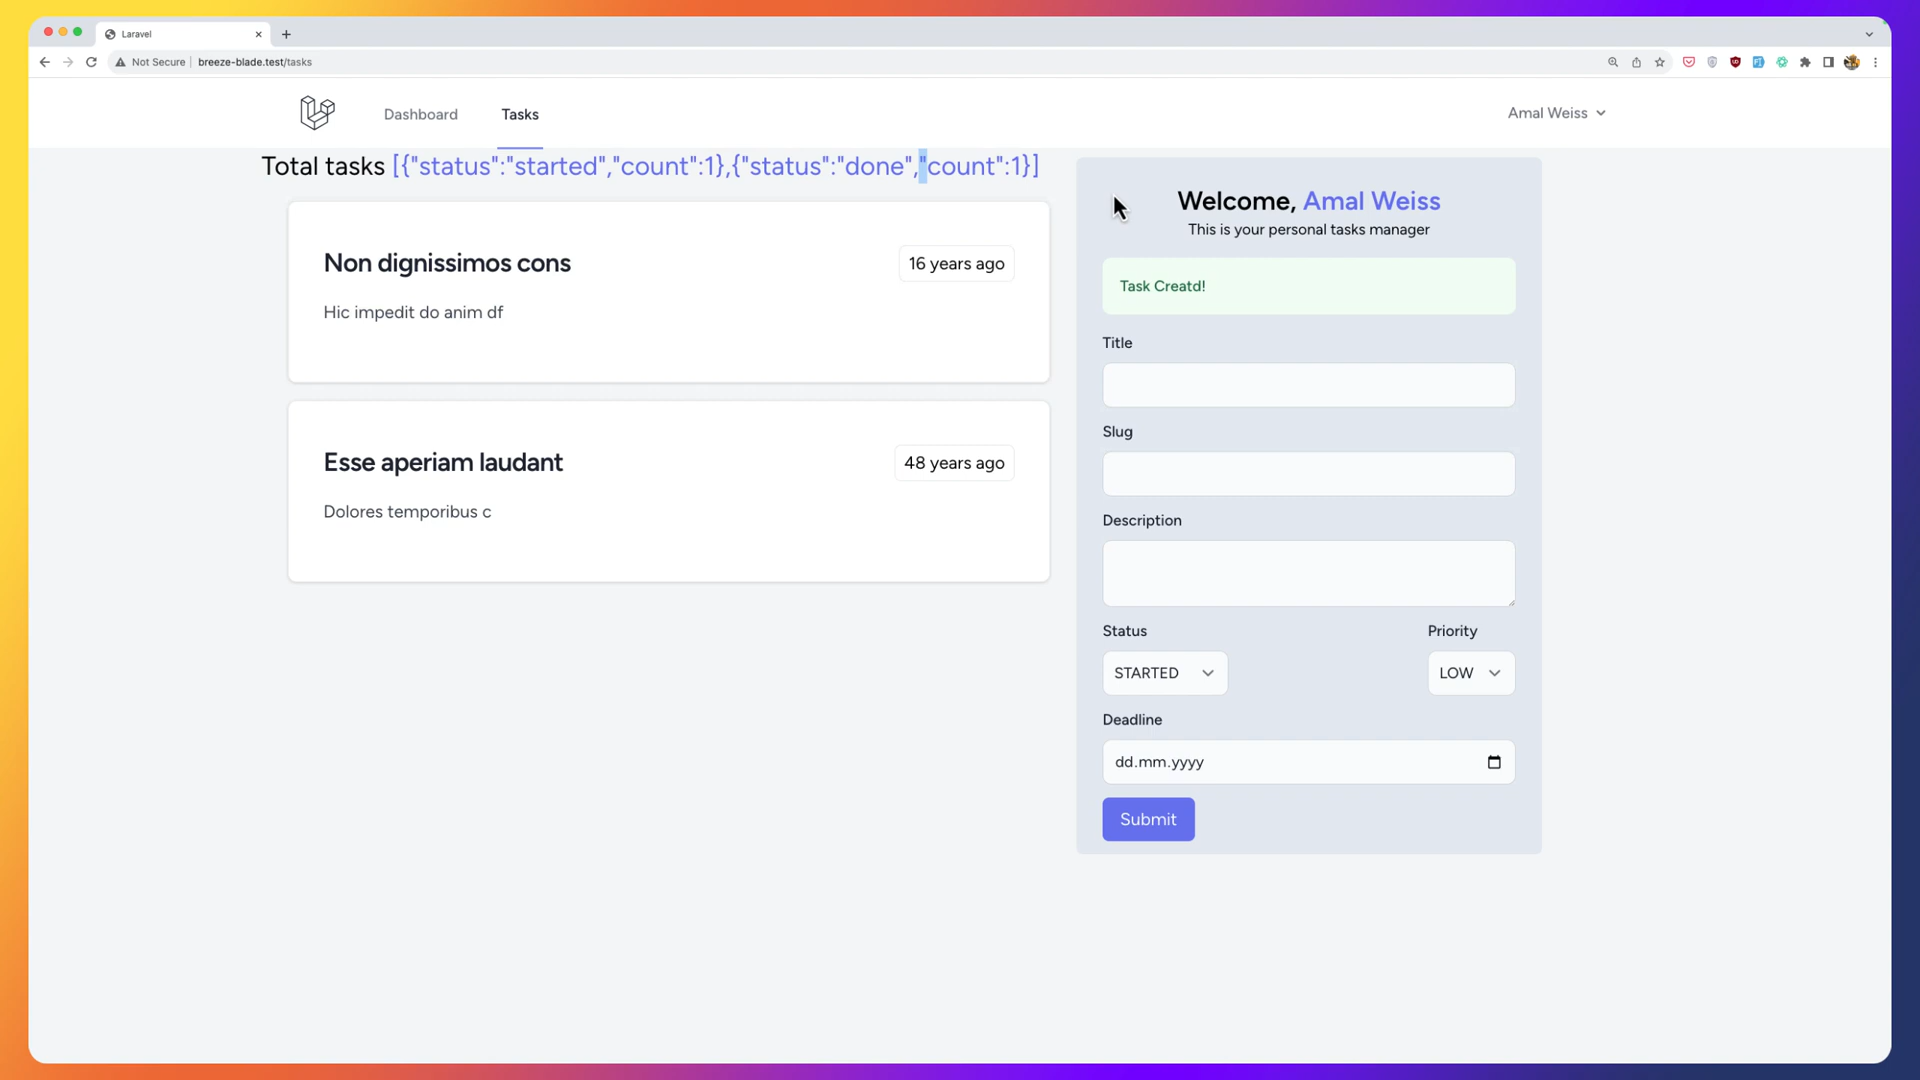 Laravel
Not Secure
breeze-blade.test/tasks
Dashboard
Tasks
Amal Weiss
Total tasks [{"status":"started","count":1},{"status":"done","count":1}]
Non dignissimos cons
16 years ago
Hic impedit do anim df
Esse aperiam laudant
48 years ago
Dolores temporibus c
Welcome, Amal Weiss
This is your personal tasks manager
Task Creatd!
Title
Slug
Description
Status
Priority
STARTED
LOW
Deadline
dd.mm.yyyy
Submit